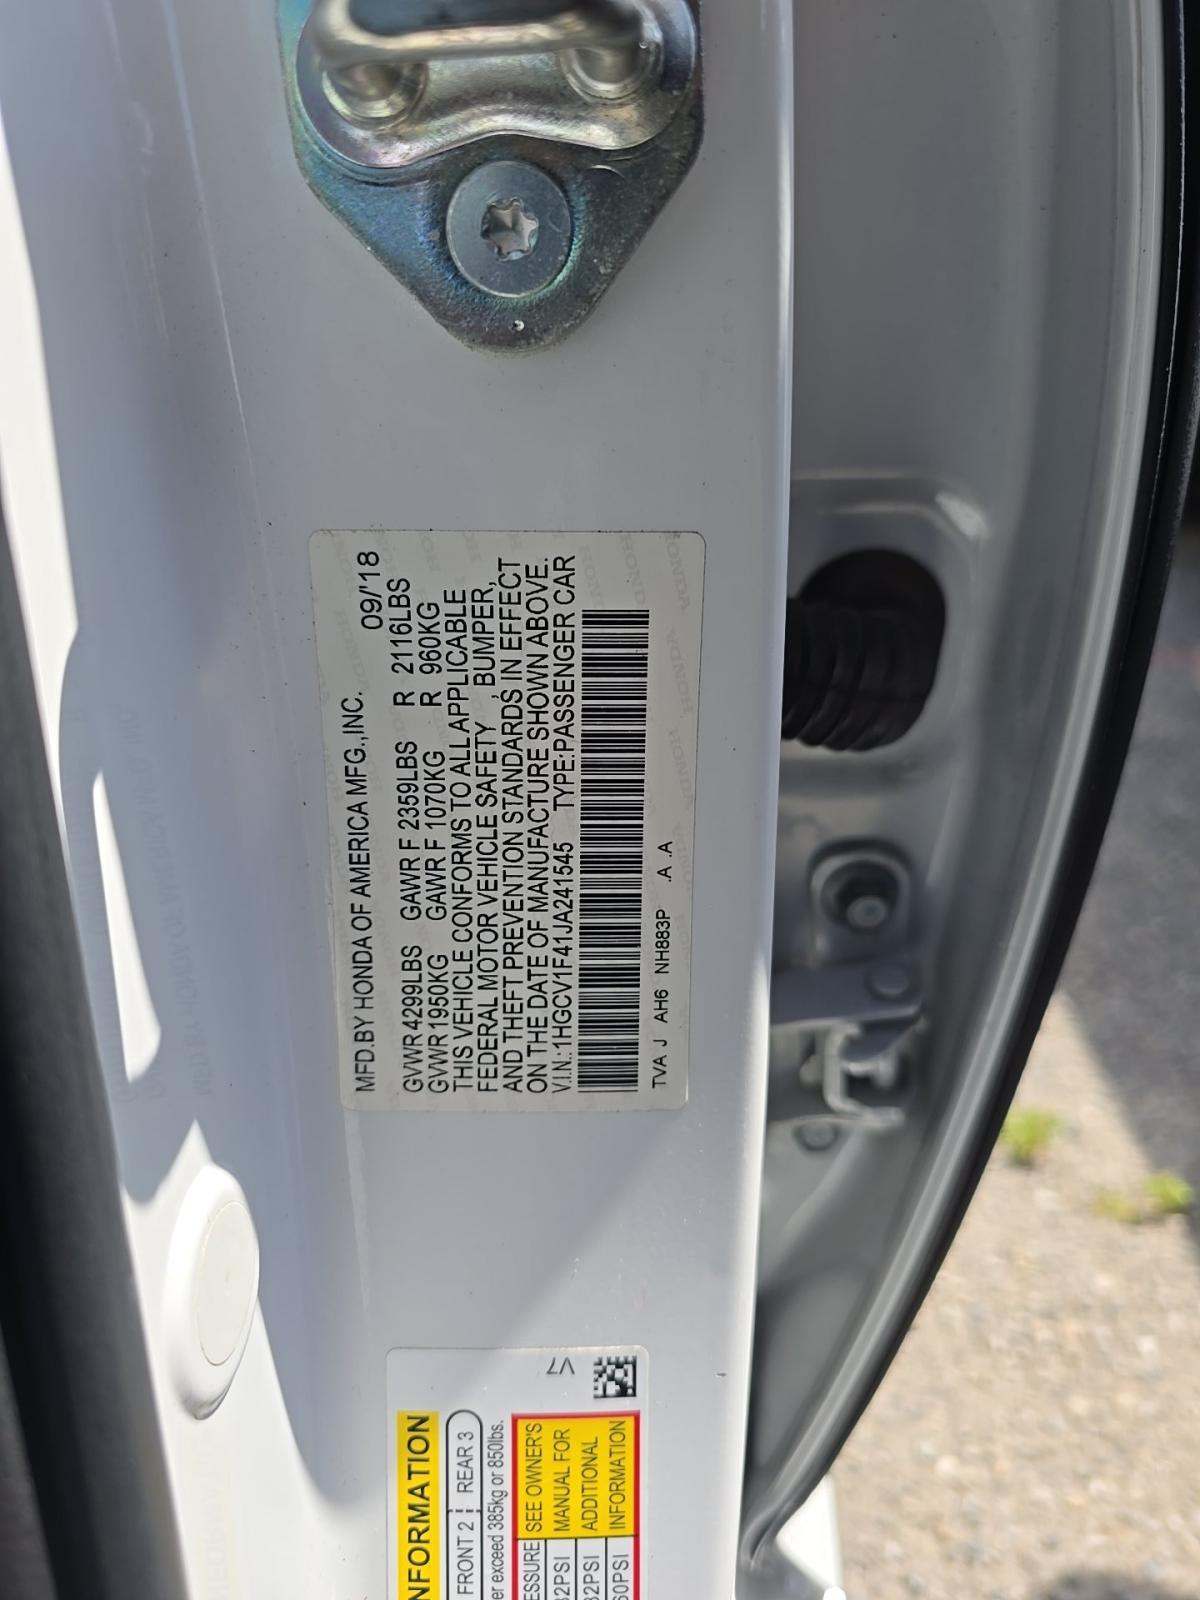 MFD.BY HONDA OF AMERICA MFG.,INC. 09/'18
GVWR 4299LBS GAWR F 2359LBS R 2116LBS
GVWR 1950KG GAWR F 1070KG R 960KG
THIS VEHICLE CONFORMS TO ALL APPLICABLE
FEDERAL MOTOR VEHICLE SAFETY , BUMPER,
AND THEFT PREVENTION STANDARDS IN EFFECT
ON THE DATE OF MANUFACTURE SHOWN ABOVE.
V.I.N.:1HGCV1F41JA241545 TYPE:PASSENGER CAR
TVA J AH6 NH883P .A .A
NFORMATION
FRONT 2 REAR 3
er exceed 385kg or 850lbs.
ESSURE SEE OWNER'S
32PSI MANUAL FOR
32PSI ADDITIONAL
60PSI INFORMATION
V7